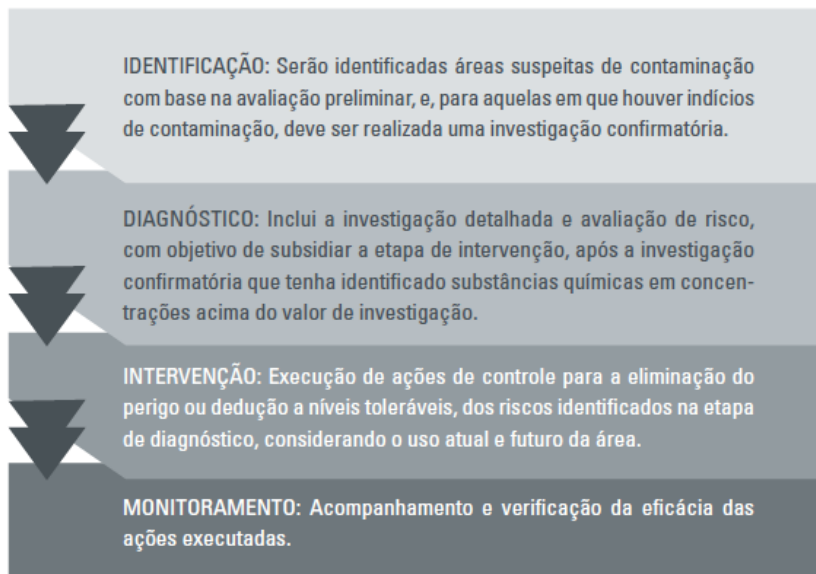 IDENTIFICAÇÃO: Serão identificadas áreas suspeitas de contaminação
com base na avaliação preliminar, e, para aquelas em que houver indícios
de contaminação, deve ser realizada uma investigação confirmatória.
DIAGNÓSTICO: Inclui a investigação detalhada e avaliação de risco,
com objetivo de subsidiar a etapa de intervenção, após a investigação
confirmatória que tenha identificado substâncias químicas em concen-
trações acima do valor de investigação.
INTERVENÇÃO: Execução de ações de controle para a eliminação do
perigo ou dedução a níveis toleráveis, dos riscos identificados na etapa
de diagnóstico, considerando o uso atual e futuro da área.
MONITORAMENTO: Acompanhamento e verificação da eficácia das
ações executadas.